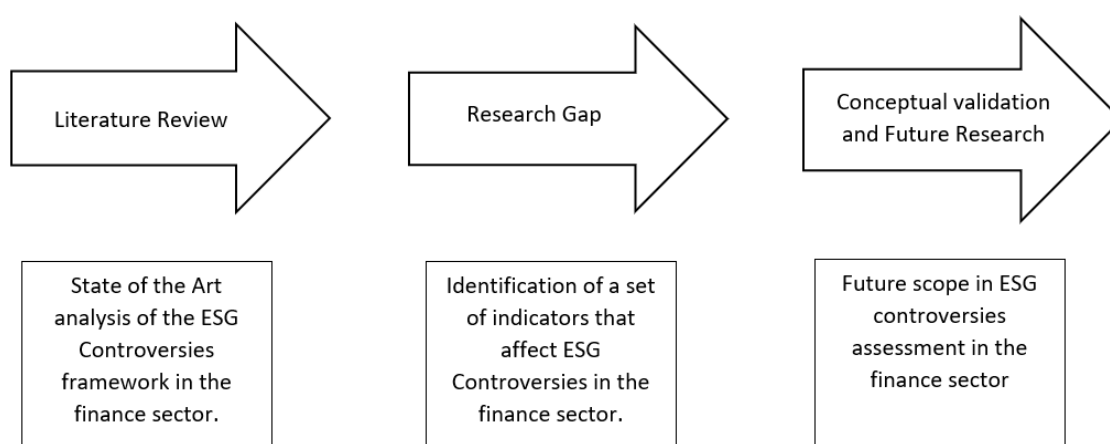 Literature Review
Research Gap
Conceptual validation
and Future Research
State of the Art
analysis of the ESG
Controversies
framework in the
finance sector.
Identification of a set
of indicators that
affect ESG
Controversies in the
finance sector.
Future scope in ESG
controversies
assessment in the
finance sector